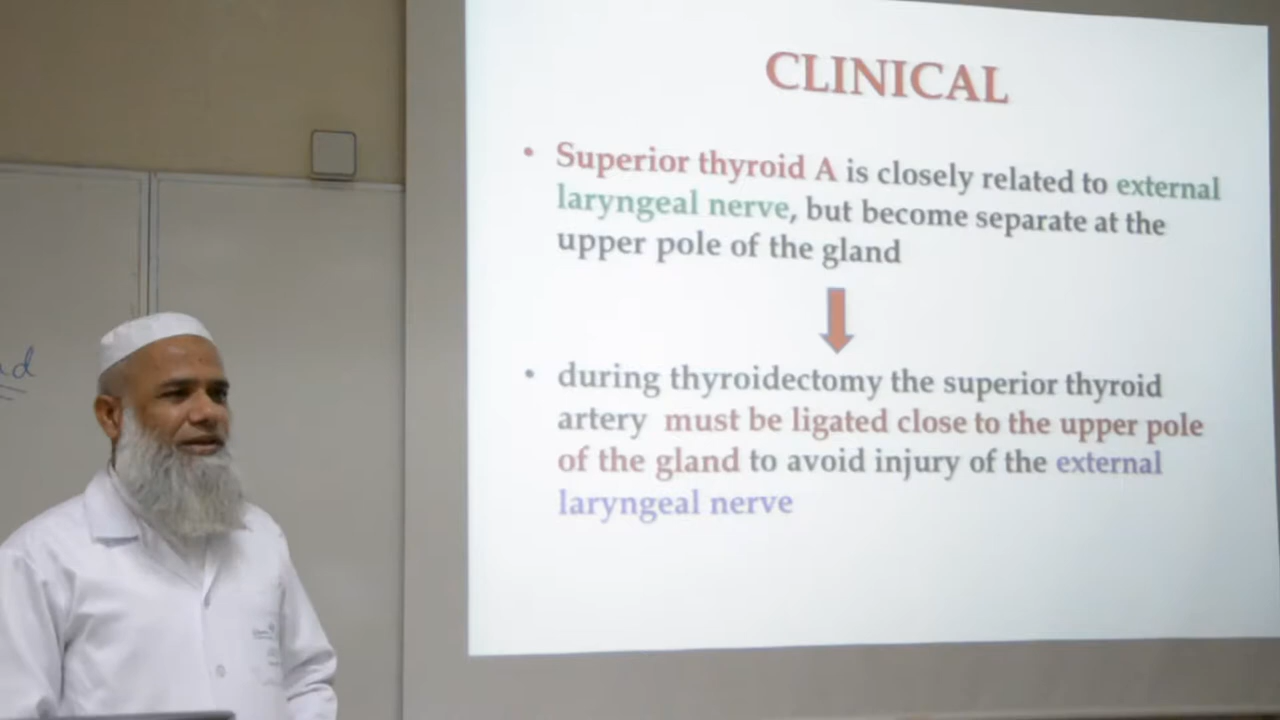 CLINICAL
• Superior thyroid A is closely related to external
laryngeal nerve, but become separate at the
upper pole of the gland
• during thyroidectomy the superior thyroid
artery must be ligated close to the upper pole
of the gland to avoid injury of the external
laryngeal nerve